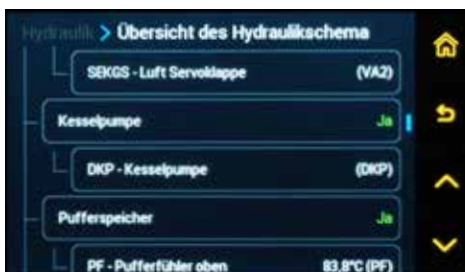 Hydraulik > Übersicht des Hydraulikschema
SEKGS - Luft Servoklappe (VA2)
Kesselpumpe Ja
DKP - Kesselpumpe (DKP)
Pufferspeicher Ja
PF - Pufferfühler oben 83,8°C (PF)